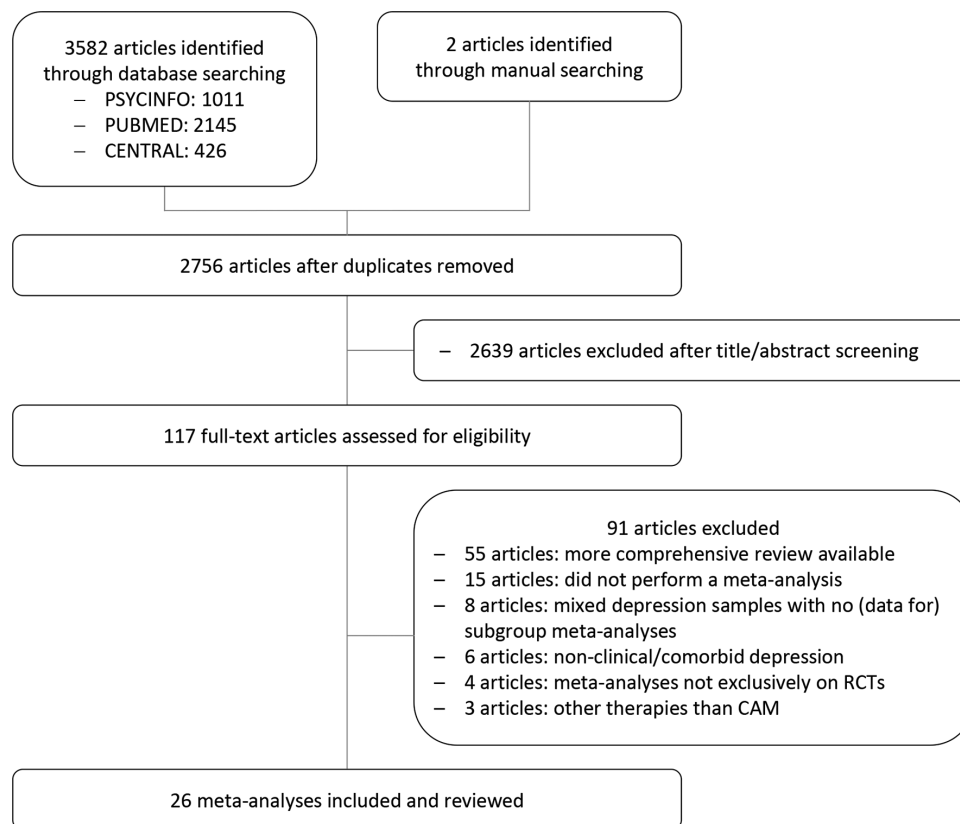 3582 articles identified
through database searching
– PSYCINFO: 1011
– PUBMED: 2145
– CENTRAL: 426
2 articles identified
through manual searching
2756 articles after duplicates removed
– 2639 articles excluded after title/abstract screening
117 full-text articles assessed for eligibility
91 articles excluded
– 55 articles: more comprehensive review available
– 15 articles: did not perform a meta-analysis
– 8 articles: mixed depression samples with no (data for)
subgroup meta-analyses
– 6 articles: non-clinical/comorbid depression
– 4 articles: meta-analyses not exclusively on RCTs
– 3 articles: other therapies than CAM
26 meta-analyses included and reviewed